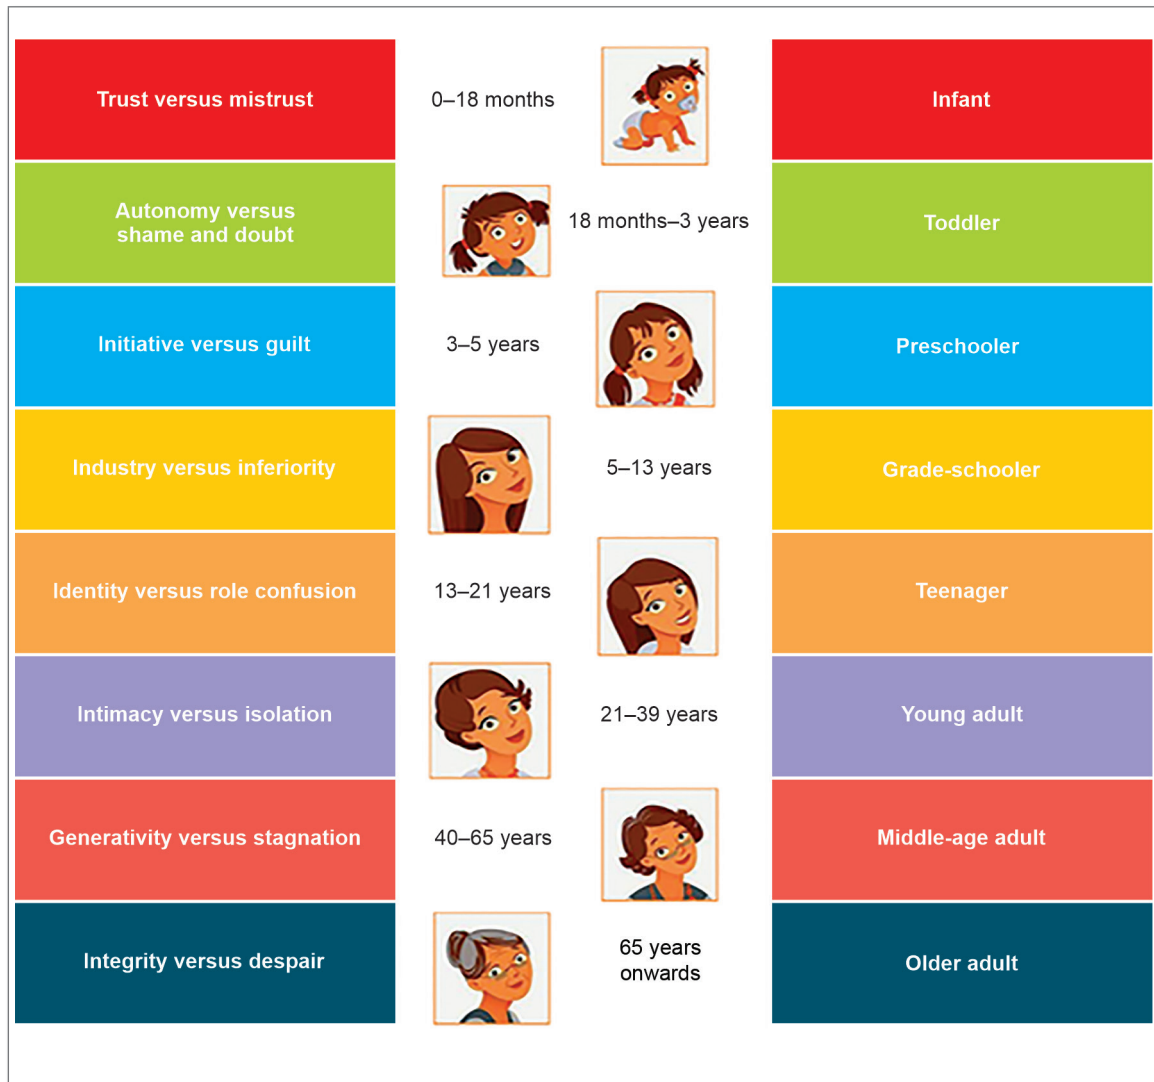 Trust versus mistrust
0–18 months
Infant
Autonomy versus
shame and doubt
18 months–3 years
Toddler
Initiative versus guilt
3–5 years
Preschooler
Industry versus inferiority
5–13 years
Grade-schooler
Identity versus role confusion
13–21 years
Teenager
Intimacy versus isolation
21–39 years
Young adult
Generativity versus stagnation
40–65 years
Middle-age adult
Integrity versus despair
65 years
onwards
Older adult